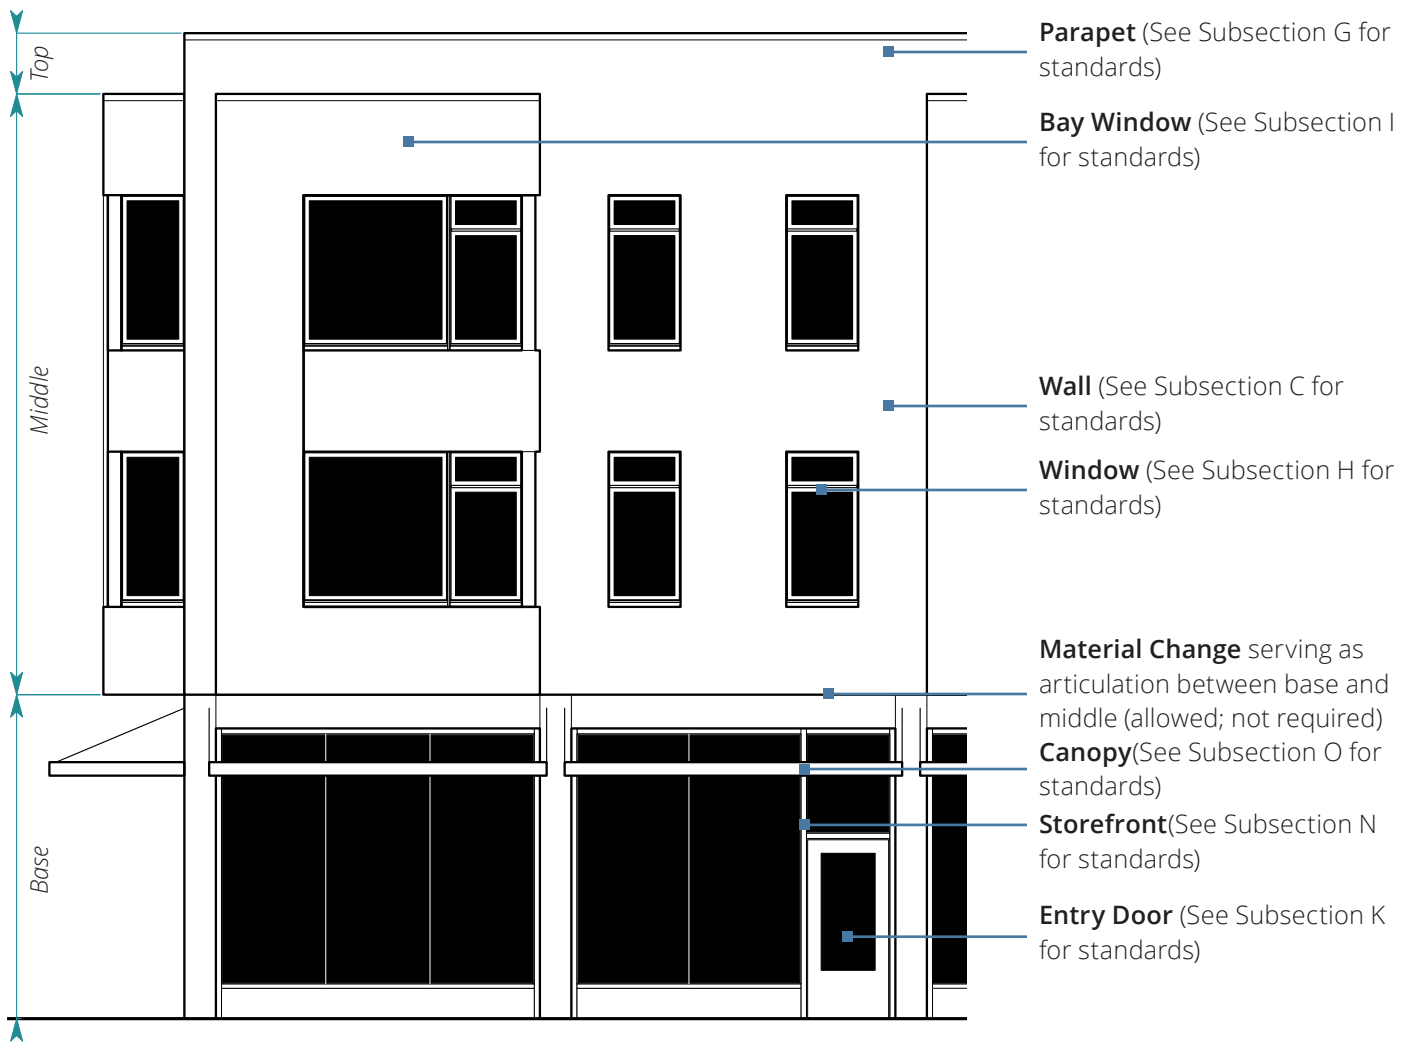 Top
Middle
Base
Parapet (See Subsection G for
standards)
Bay Window (See Subsection I
for standards)
Wall (See Subsection C for
standards)
Window (See Subsection H for
standards)
Material Change serving as
articulation between base and
middle (allowed; not required)
Canopy(See Subsection O for
standards)
Storefront(See Subsection N
for standards)
Entry Door (See Subsection K
for standards)